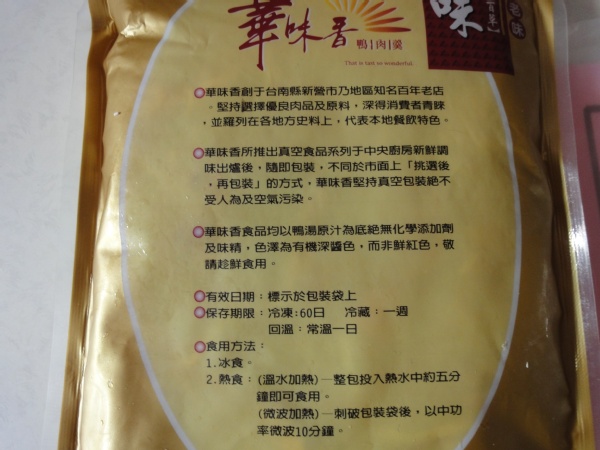 華味香
鴨|肉|羹
That is tast so wonderful.
味
老味
◎華味香創于台南縣新營市乃地區知名百年老店
。堅持選擇優良肉品及原料,深得消費者青睞
,並羅列在各地方史料上,代表本地餐飲特色。
◎華味香所推出真空食品系列于中央廚房新鮮調
味出爐後,隨即包裝,不同於市面上「挑選後
,再包裝」的方式,華味香堅持真空包裝絕不
受人為及空氣污染。
◎華味香食品均以鴨湯原汁為底絕無化學添加劑
及味精,色澤為有機深醬色,而非鮮紅色,敬
請趁鮮食用。
◎有效日期:標示於包裝袋上
◎保存期限:冷凍:60日 冷藏:一週
回溫:常溫一日
◎食用方法:
1.冰食。
2.熱食:(溫水加熱)─整包投入熱水中約五分
鐘即可食用。
(微波加熱)─刺破包裝袋後,以中功
率微波10分鐘。